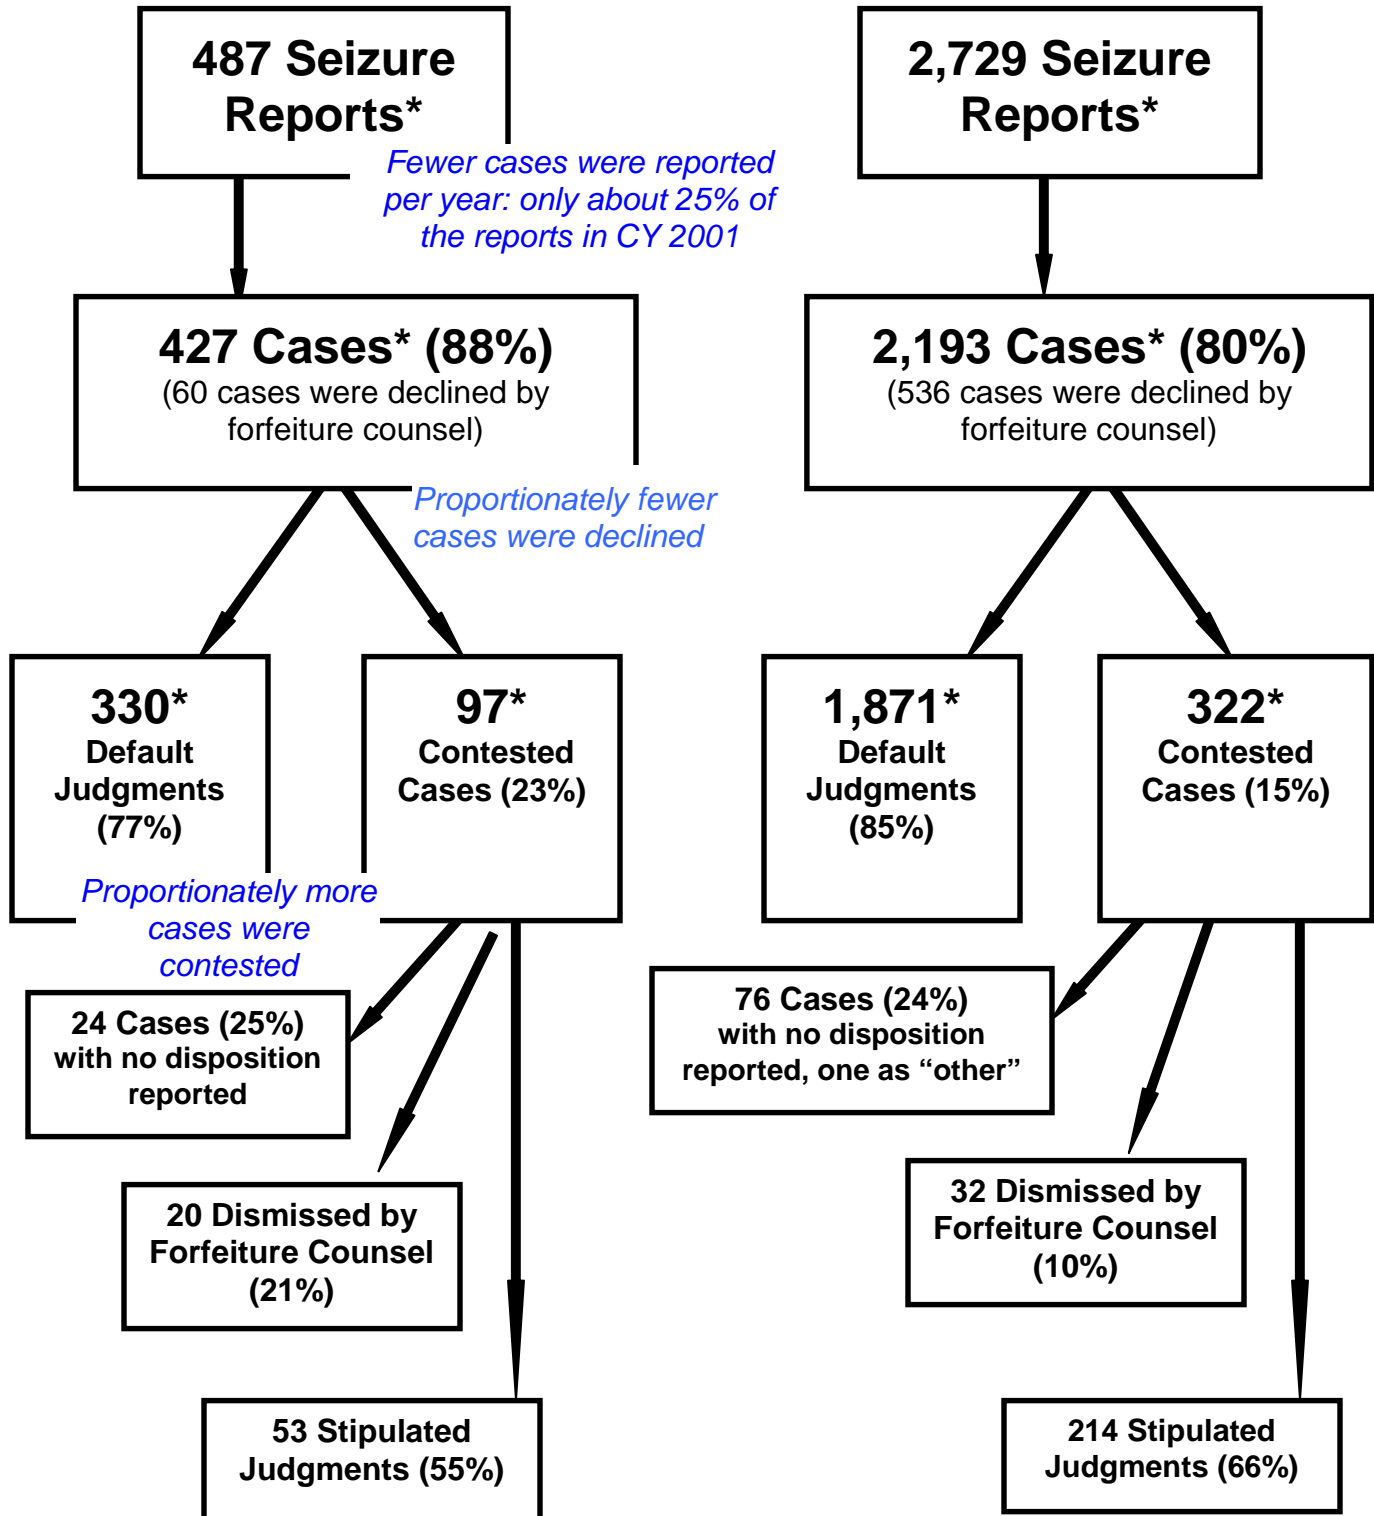 487 Seizure
Reports*
Fewer cases were reported
per year: only about 25% of
the reports in CY 2001
427 Cases* (88%)
(60 cases were declined by
forfeiture counsel)
Proportionately fewer
cases were declined
330*
Default
Judgments
(77%)
97*
Contested
Cases (23%)
Proportionately more
cases were
contested
24 Cases (25%)
with no disposition
reported
20 Dismissed by
Forfeiture Counsel
(21%)
53 Stipulated
Judgments (55%)
2,729 Seizure
Reports*
2,193 Cases* (80%)
(536 cases were declined by
forfeiture counsel)
1,871*
Default
Judgments
(85%)
322*
Contested
Cases (15%)
76 Cases (24%)
with no disposition
reported, one as “other”
32 Dismissed by
Forfeiture Counsel
(10%)
214 Stipulated
Judgments (66%)